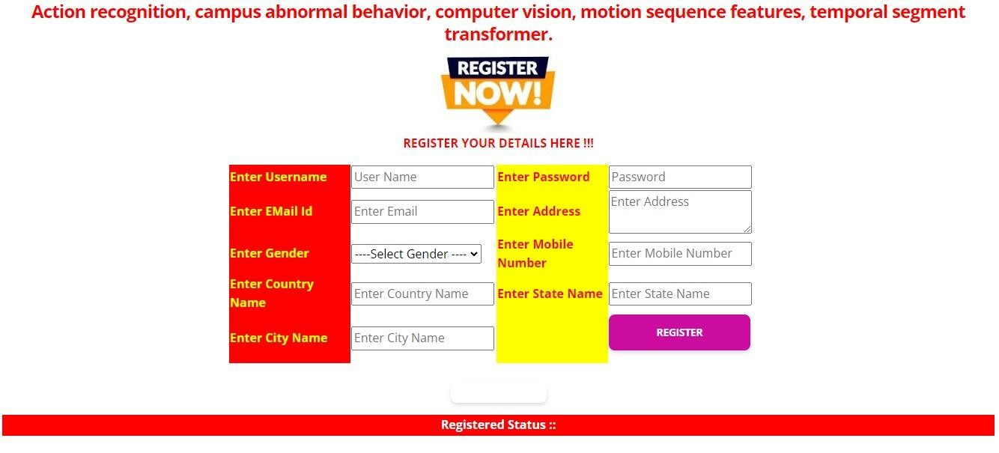 Action recognition, campus abnormal behavior, computer vision, motion sequence features, temporal segment
transformer.
REGISTER
NOW!
REGISTER YOUR DETAILS HERE !!!
Enter Username User Name Enter Password Password
Enter EMail Id Enter Email Enter Address Enter Address
Enter Gender ----Select Gender ---- Enter Mobile
Number Enter Mobile Number
Enter Country
Name Enter Country Name Enter State Name Enter State Name
Enter City Name Enter City Name REGISTER
Registered Status ::